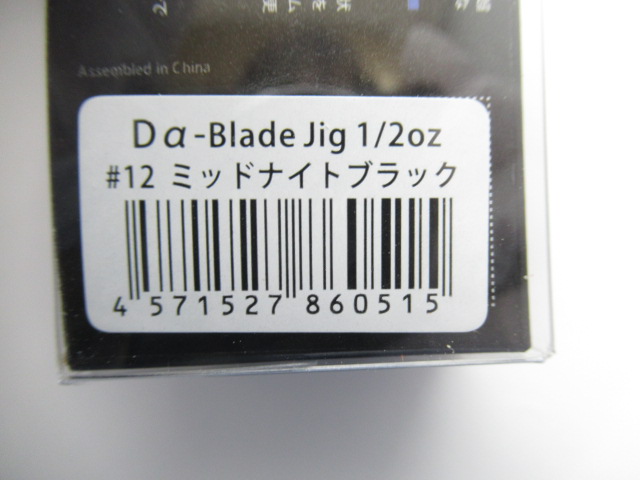 Assembled in China
Dα-Blade Jig 1/2oz
#12 ミッドナイトブラック
4 571527 860515